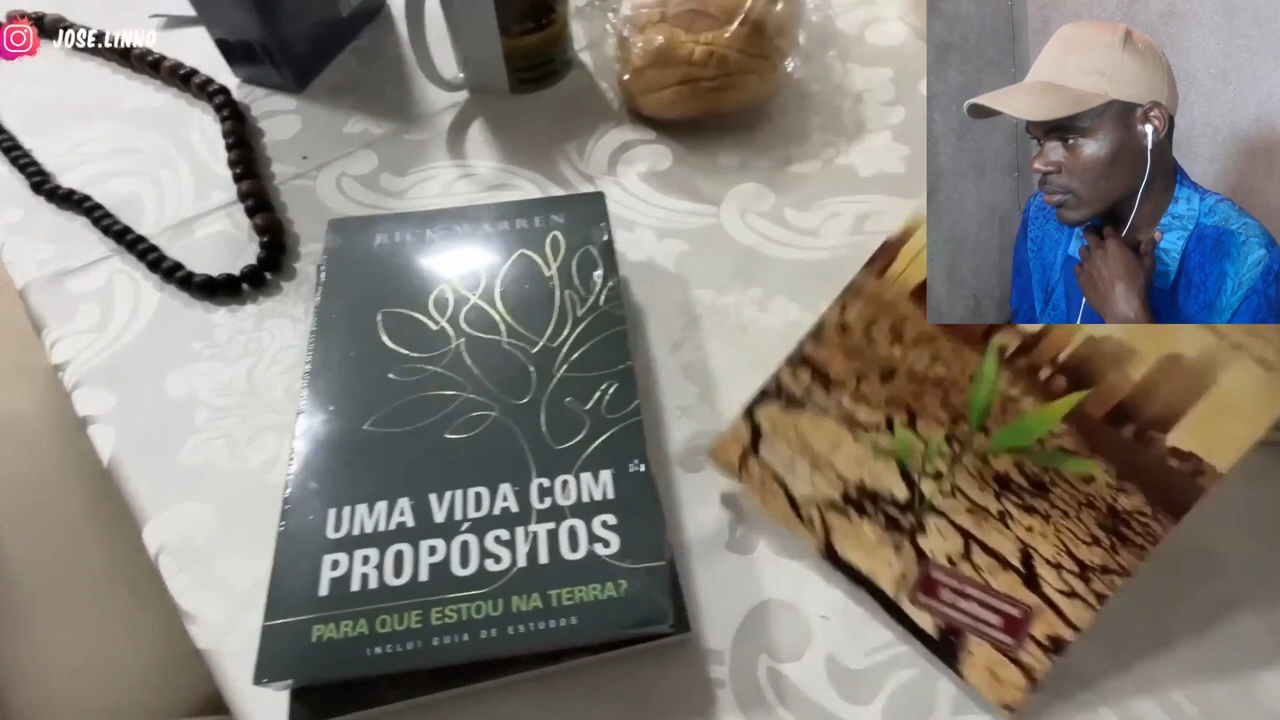 JOSE.LINNO
RICK WARREN
UMA VIDA COM
PROPÓSITOS
PARA QUE ESTOU NA TERRA?
INCLUI GUIA DE ESTUDOS